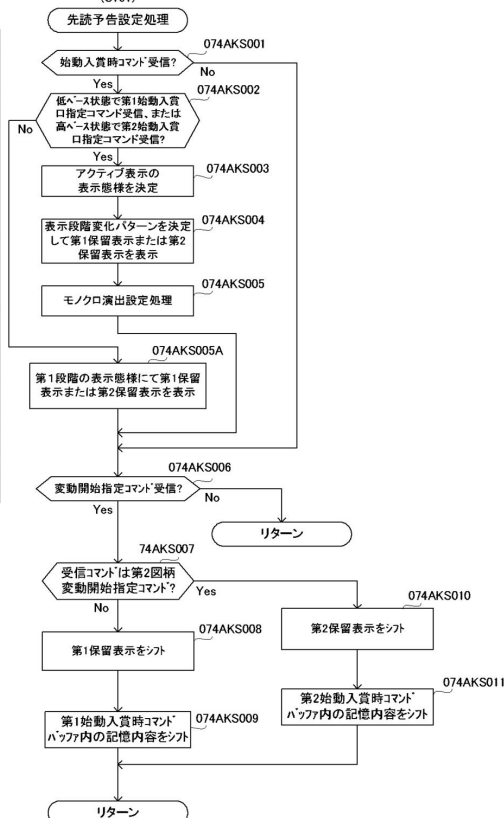 先読予告設定処理
074AKS001
始動入賞時コマンド受信?
No
Yes
074AKS002
低ベース状態で第1始動入賞
口指定コマンド受信、または
高ベース状態で第2始動入賞
口指定コマンド受信?
No
Yes
074AKS003
アクティブ表示の
表示態様を決定
074AKS004
表示段階変化パターンを決定
して第1保留表示または第2
保留表示を表示
074AKS005
モノクロ演出設定処理
074AKS005A
第1段階の表示態様にて第1保留
表示または第2保留表示を表示
074AKS006
変動開始指定コマンド受信?
No
Yes
リターン
74AKS007
受信コマンドは第2図柄
変動開始指定コマンド?
Yes
No
074AKS008
第1保留表示をシフト
074AKS010
第2保留表示をシフト
074AKS009
第1始動入賞時コマンド
バッファ内の記憶内容をシフト
074AKS011
第2始動入賞時コマンド
バッファ内の記憶内容をシフト
リターン